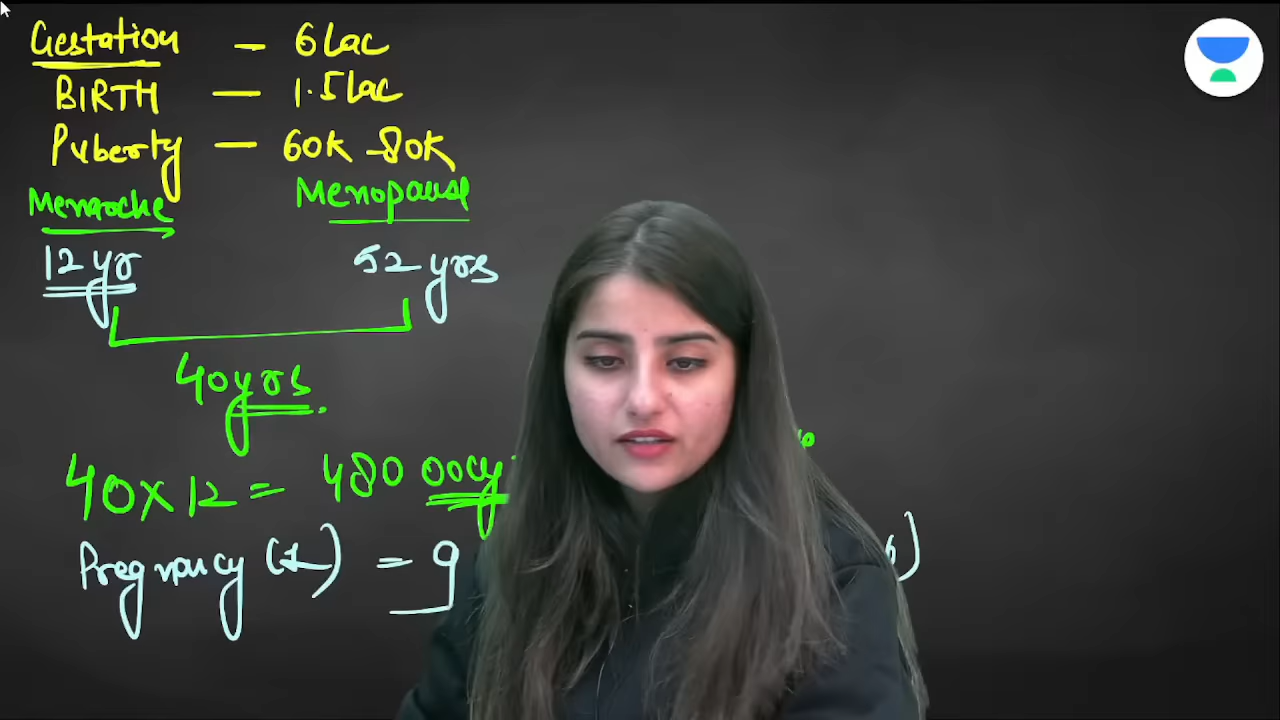 Gestation - 6 Lac
BIRTH - 1.5 lac
Puberty - 60K-80K
Menarche Menopause
12 yr 52 yrs
40 yrs.
40 x 12 = 480
Pregnancy (1) = 9